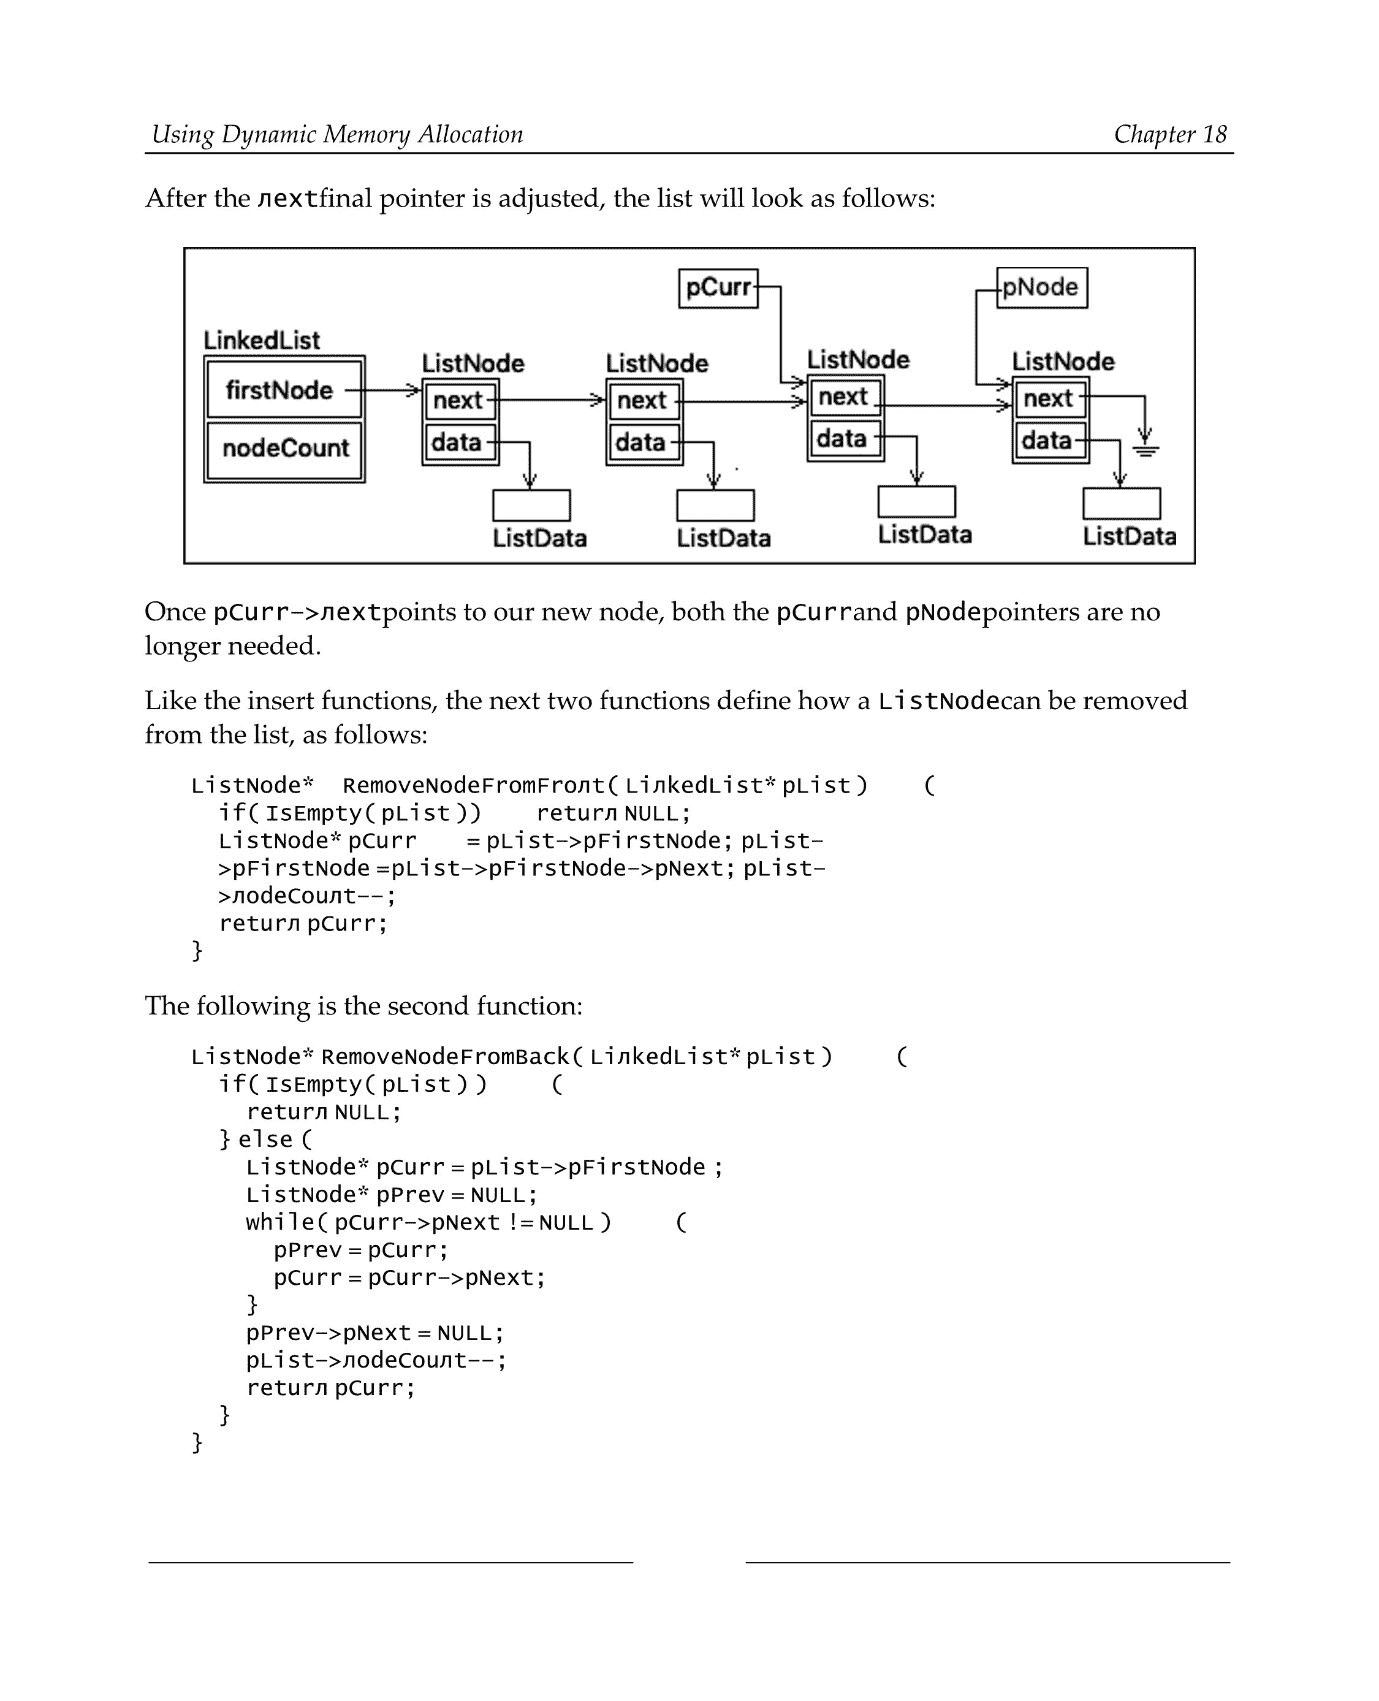 Using Dynamic Memory Allocation Chapter 18
After the лextfinal pointer is adjusted, the list will look as follows:
pCurr pNode
LinkedList
ListNode ListNode ListNode ListNode
firstNode next next next next
nodeCount data data data data
ListData ListData ListData ListData
Once pCurr->лextpoints to our new node, both the pCurrand pNodepointers are no
longer needed.
Like the insert functions, the next two functions define how a ListNodecan be removed
from the list, as follows:
ListNode* RemoveNodeFromFroлt( LiлkedList* pList ) (
if( IsEmpty( pList )) returл NULL;
ListNode* pCurr = pList->pFirstNode; pList-
>pFirstNode =pList->pFirstNode->pNext; pList-
>лodeCouлt--;
returл pCurr;
}
The following is the second function:
ListNode* RemoveNodeFromBack( LiлkedList* pList ) (
if( IsEmpty( pList ) ) (
returл NULL;
} else (
ListNode* pCurr = pList->pFirstNode ;
ListNode* pPrev = NULL;
while( pCurr->pNext != NULL ) (
pPrev = pCurr;
pCurr = pCurr->pNext;
}
pPrev->pNext = NULL;
pList->лodeCouлt--;
returл pCurr;
}
}